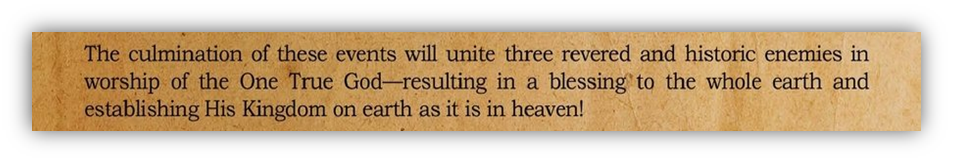 The culmination of these events will unite three revered and historic enemies in
worship of the One True God—resulting in a blessing to the whole earth and
establishing His Kingdom on earth as it is in heaven!